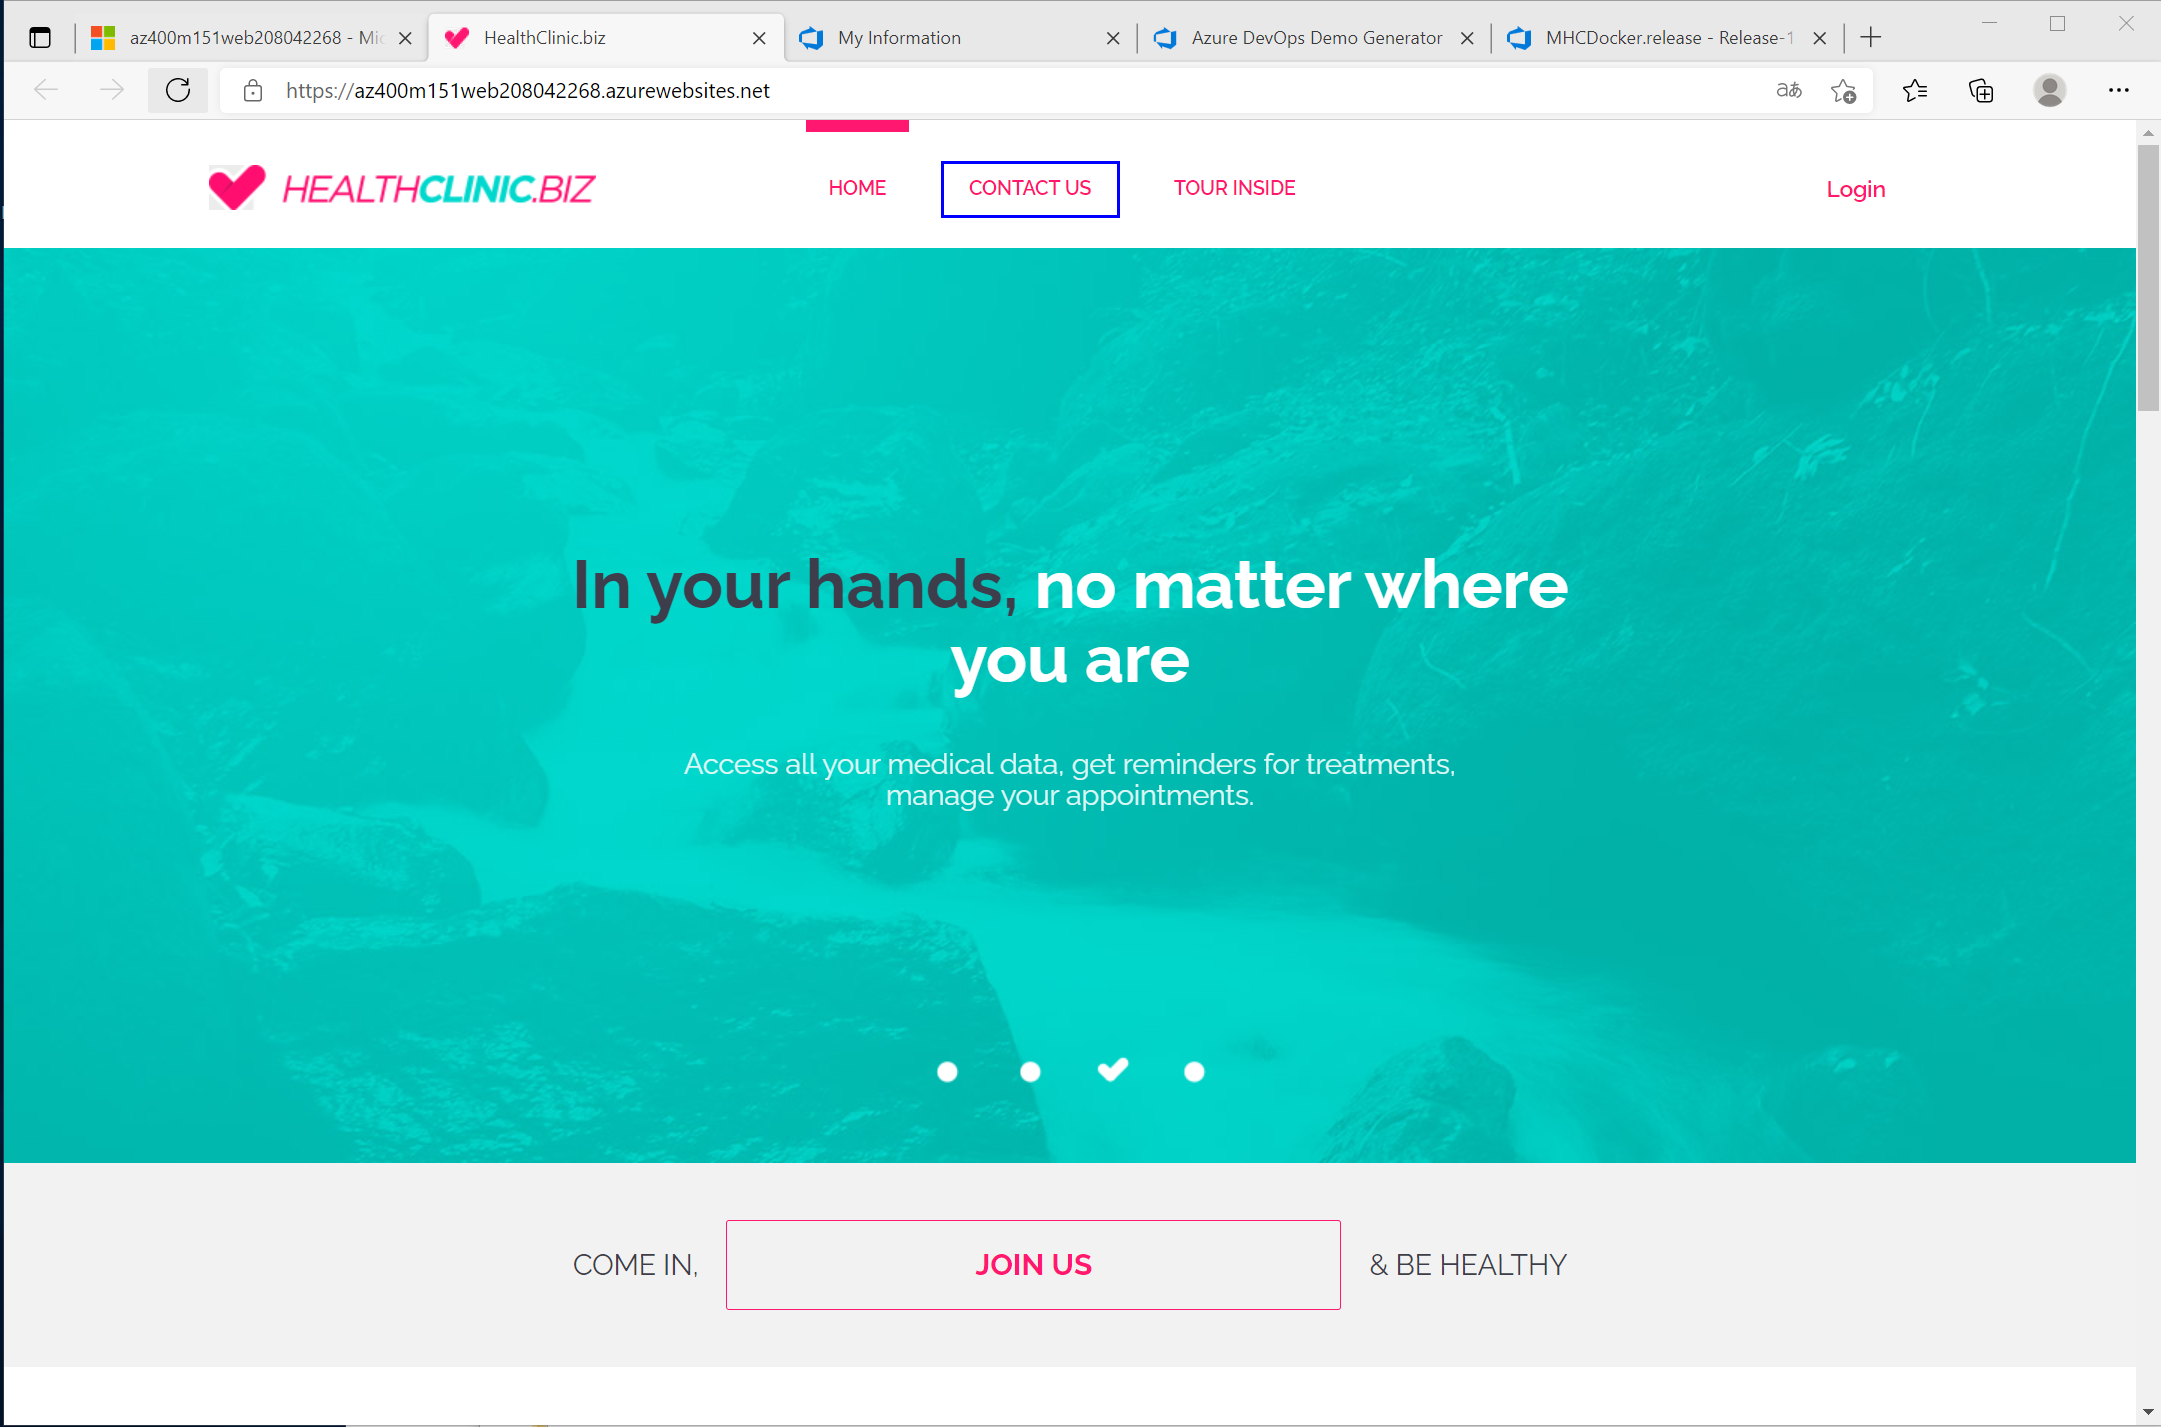 az400m151web208042268 - Mic
HealthClinic.biz
My Information
Azure DevOps Demo Generator
MHCDocker.release - Release-1
https://az400m151web208042268.azurewebsites.net
aあ
HEALTHCLINIC.BIZ
HOME
CONTACT US
TOUR INSIDE
Login
In your hands, no matter where
you are
Access all your medical data, get reminders for treatments,
manage your appointments.
COME IN,
JOIN US
& BE HEALTHY